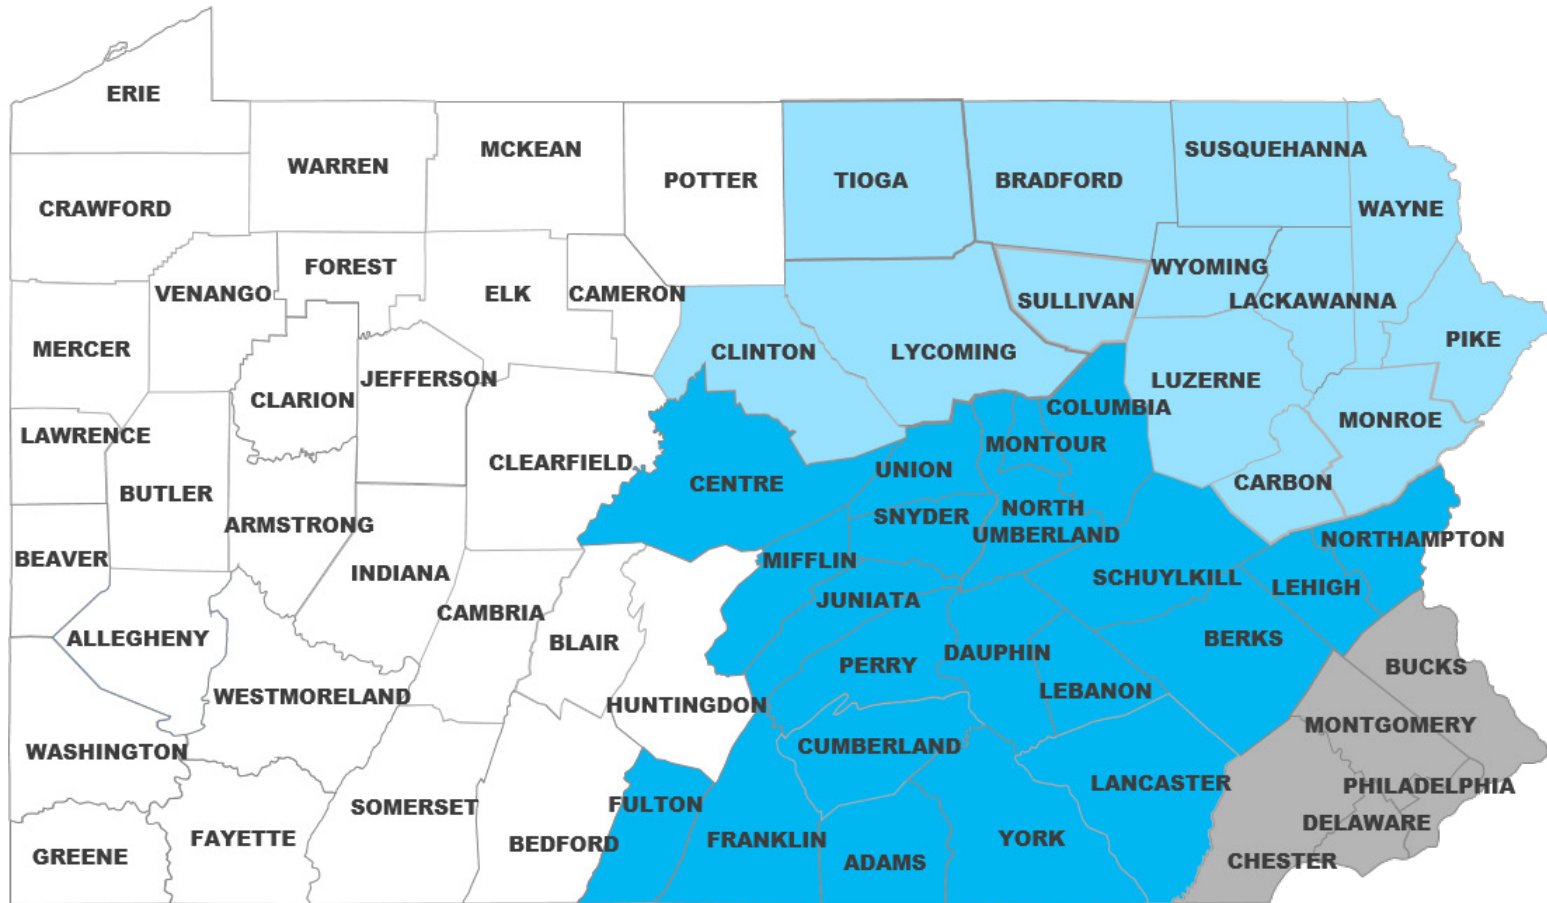 ERIE
WARREN
MCKEAN
POTTER
TIOGA
BRADFORD
SUSQUEHANNA
WAYNE
CRAWFORD
VENANGO
FOREST
ELK
CAMERON
SULLIVAN
WYOMING
LACKAWANNA
PIKE
MERCER
CLARION
JEFFERSON
CLINTON
LYCOMING
LUZERNE
MONROE
LAWRENCE
BUTLER
CLEARFIELD
CENTRE
UNION
MONTOUR
COLUMBIA
CARBON
ARMSTRONG
SNYDER
NORTH
UMBERLAND
NORTHAMPTON
BEAVER
INDIANA
MIFFLIN
SCHUYLKILL
LEHIGH
ALLEGHENY
CAMBRIA
BLAIR
JUNIATA
BERKS
WESTMORELAND
HUNTINGDON
PERRY
DAUPHIN
LEBANON
BUCKS
WASHINGTON
CUMBERLAND
MONTGOMERY
LANCASTER
PHILADELPHIA
SOMERSET
FULTON
DELAWARE
GREENE
FAYETTE
BEDFORD
FRANKLIN
ADAMS
YORK
CHESTER